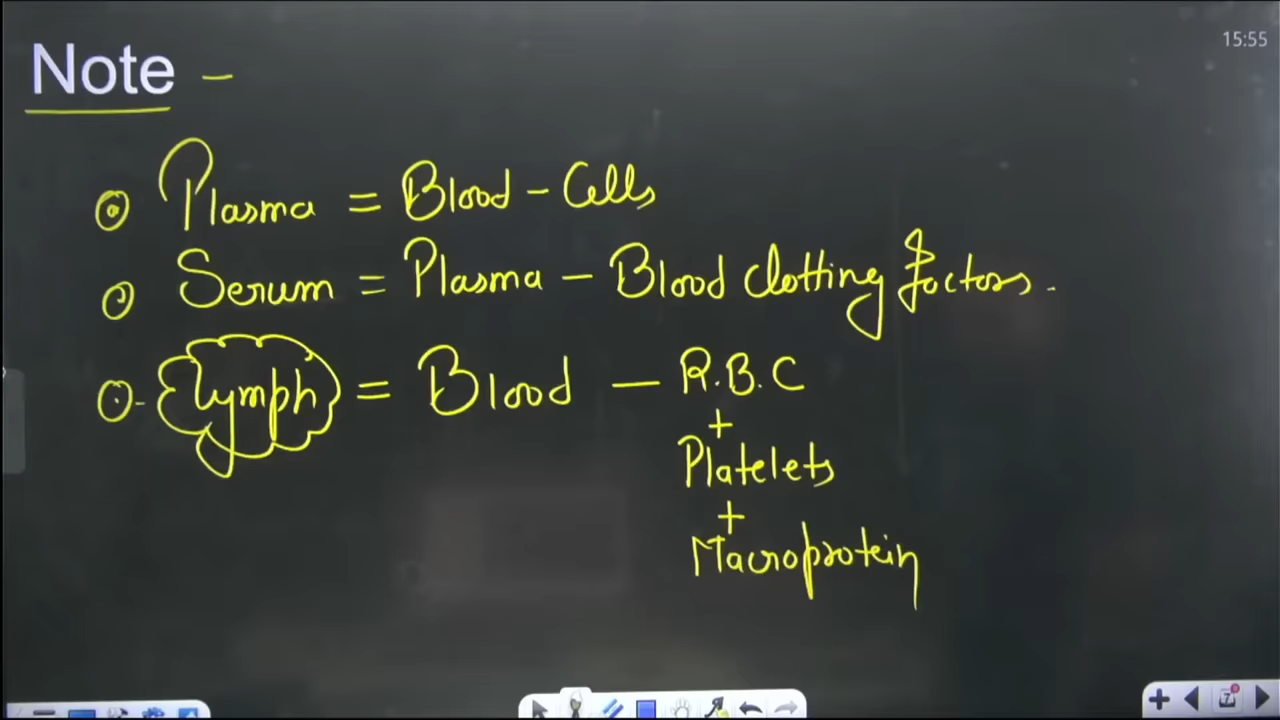 15:55
Note -
Plasma = Blood - Cells
Serum = Plasma - Blood clotting factors.
Lymph = Blood - R.B.C
+
Platelets
+
Macroprotein